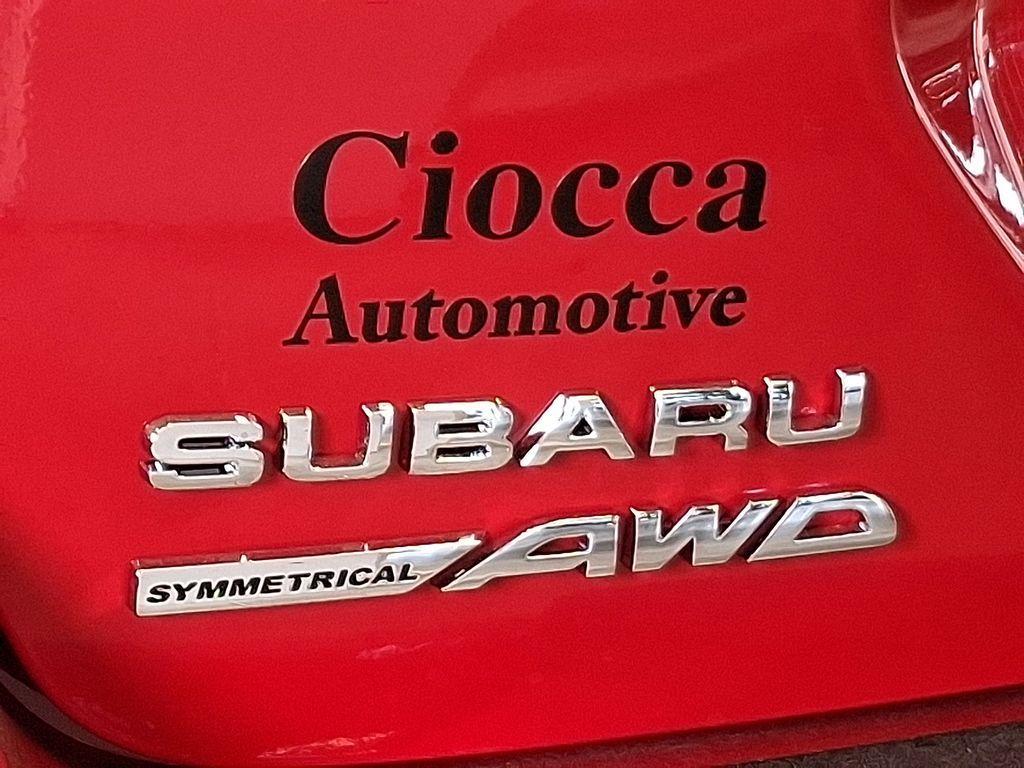 Ciocca
Automotive
SUBARU
SYMMETRICAL AWD